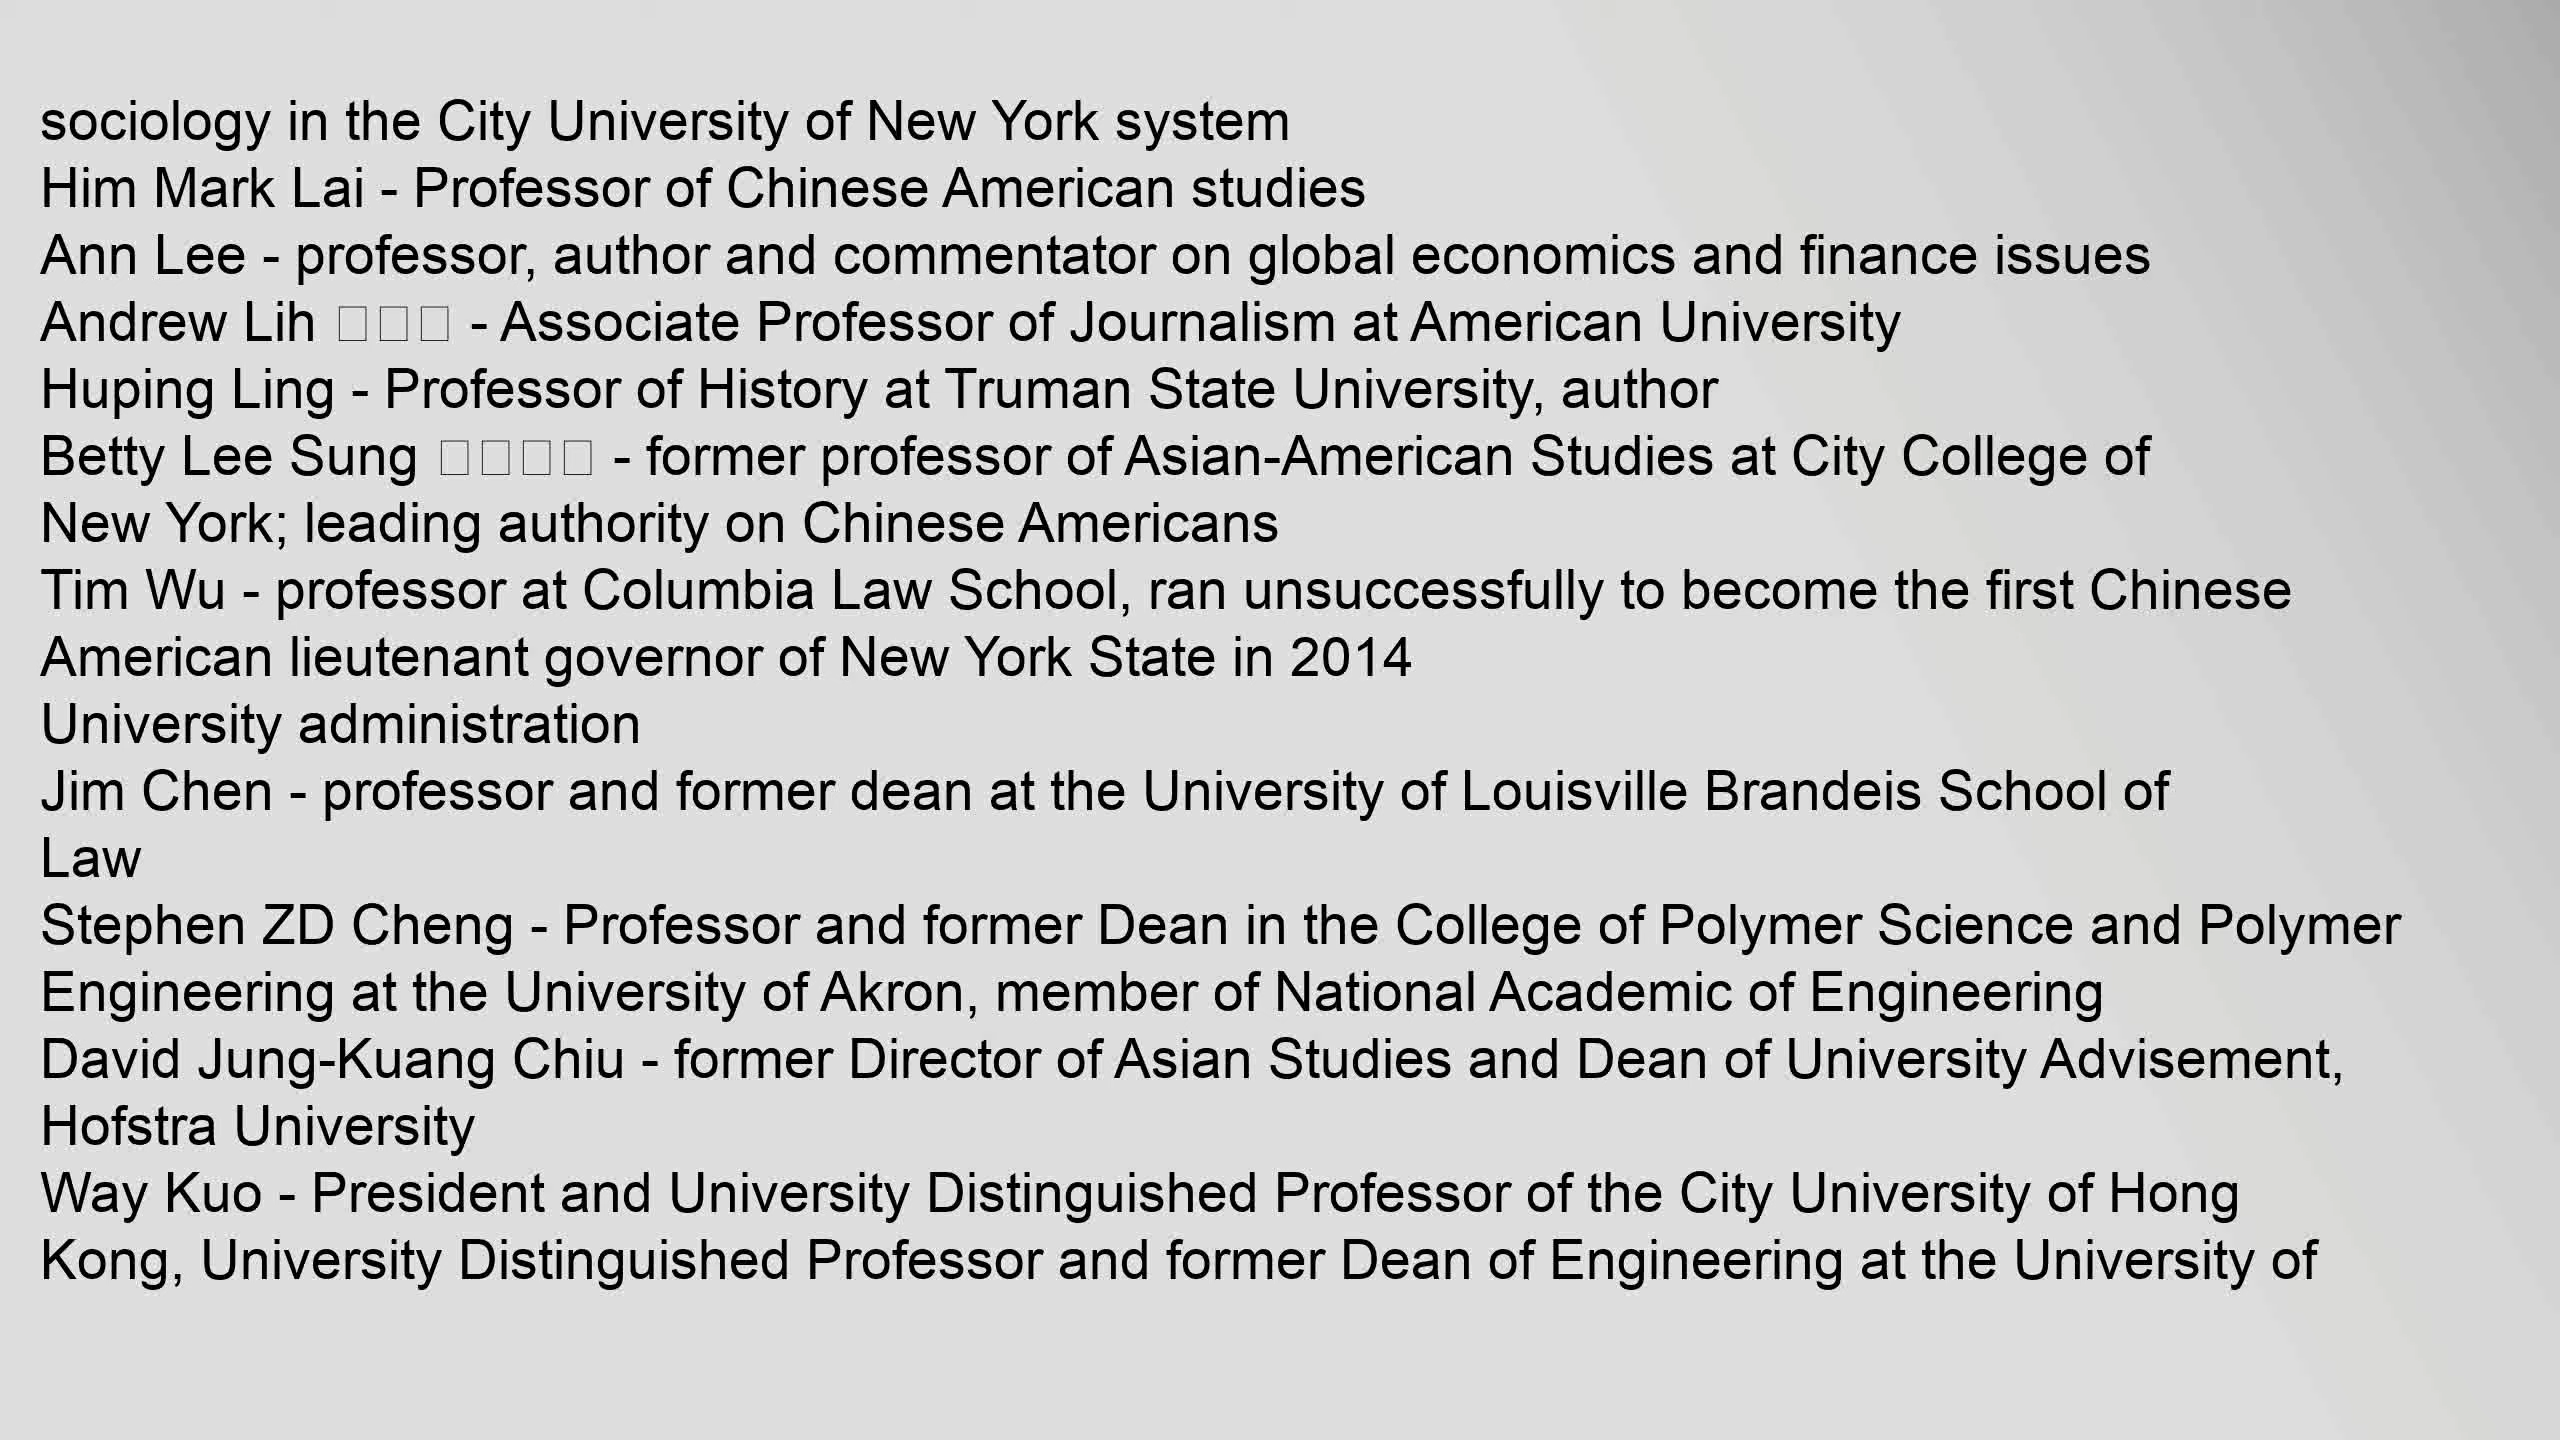 sociology in the City University of New York system
Him Mark Lai - Professor of Chinese American studies
Ann Lee - professor, author and commentator on global economics and finance issues
Andrew Lih □□□ - Associate Professor of Journalism at American University
Huping Ling - Professor of History at Truman State University, author
Betty Lee Sung □□□□ - former professor of Asian-American Studies at City College of
New York; leading authority on Chinese Americans
Tim Wu - professor at Columbia Law School, ran unsuccessfully to become the first Chinese
American lieutenant governor of New York State in 2014
University administration
Jim Chen - professor and former dean at the University of Louisville Brandeis School of
Law
Stephen ZD Cheng - Professor and former Dean in the College of Polymer Science and Polymer
Engineering at the University of Akron, member of National Academic of Engineering
David Jung-Kuang Chiu - former Director of Asian Studies and Dean of University Advisement,
Hofstra University
Way Kuo - President and University Distinguished Professor of the City University of Hong
Kong, University Distinguished Professor and former Dean of Engineering at the University of